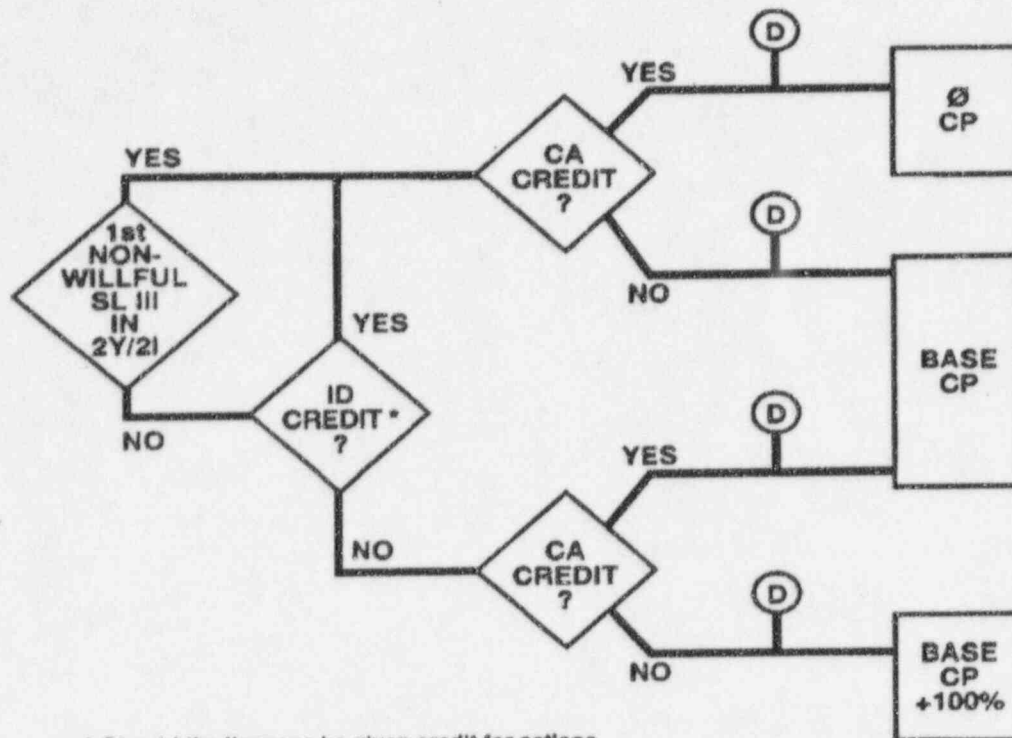 D
YES
Ø
CP
CA
CREDIT
?
YES
D
1st
NON-
WILLFUL
SL III
IN
2Y/2I
NO
YES
BASE
CP
ID
CREDIT *
?
D
NO
YES
CA
CREDIT
?
NO
D
NO
BASE
CP
+100%